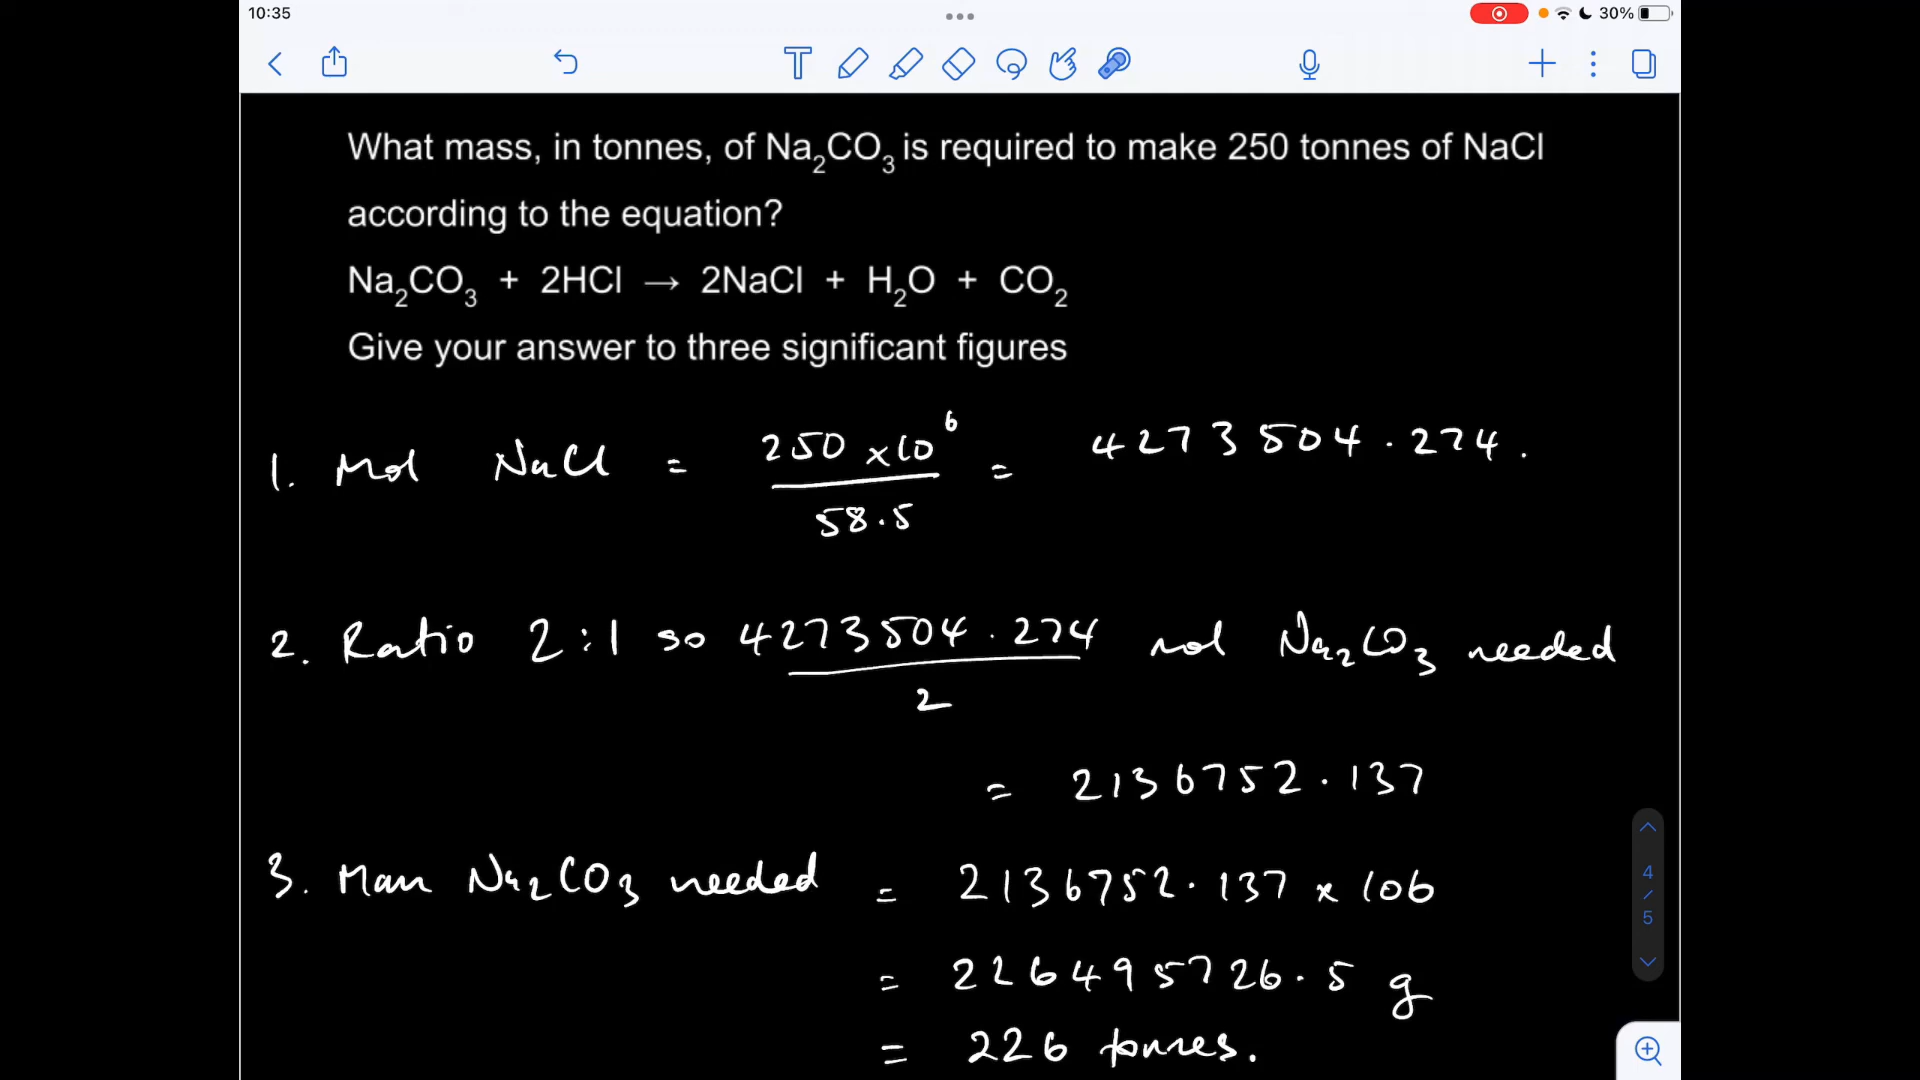 10:35
30%
What mass, in tonnes, of Na₂CO₃ is required to make 250 tonnes of NaCl
according to the equation?
Na₂CO₃ + 2HCl → 2NaCl + H₂O + CO₂
Give your answer to three significant figures
1. Mol NaCl = 250 x10⁶ / 58.5 = 4273504.274.
2. Ratio 2:1 so 4273504.274 / 2 mol Na₂CO₃ needed
= 2136752.137
3. Mass Na₂CO₃ needed = 2136752.137 x 106
= 226495726.5 g
= 226 tonnes.
4
/
5